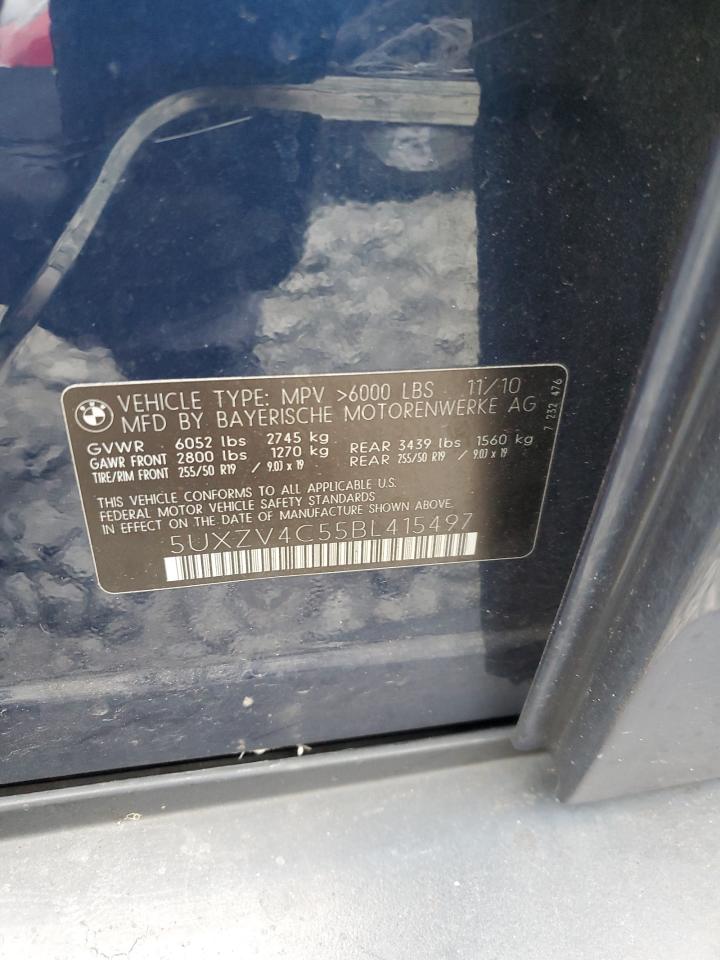 VEHICLE TYPE: MPV >6000 LBS 11/10
MFD BY BAYERISCHE MOTORENWERKE AG
GVWR 6052 lbs 2745 kg
GAWR FRONT 2800 lbs 1270 kg REAR 3439 lbs 1560 kg
TIRE/RIM FRONT 255/50 R19 / 9.0J x 19 REAR 255/50 R19 / 9.0J x 19
THIS VEHICLE CONFORMS TO ALL APPLICABLE U.S.
FEDERAL MOTOR VEHICLE SAFETY STANDARDS
IN EFFECT ON THE DATE OF MANUFACTURE SHOWN ABOVE.
5UXZV4C55BL415497
7 232 476